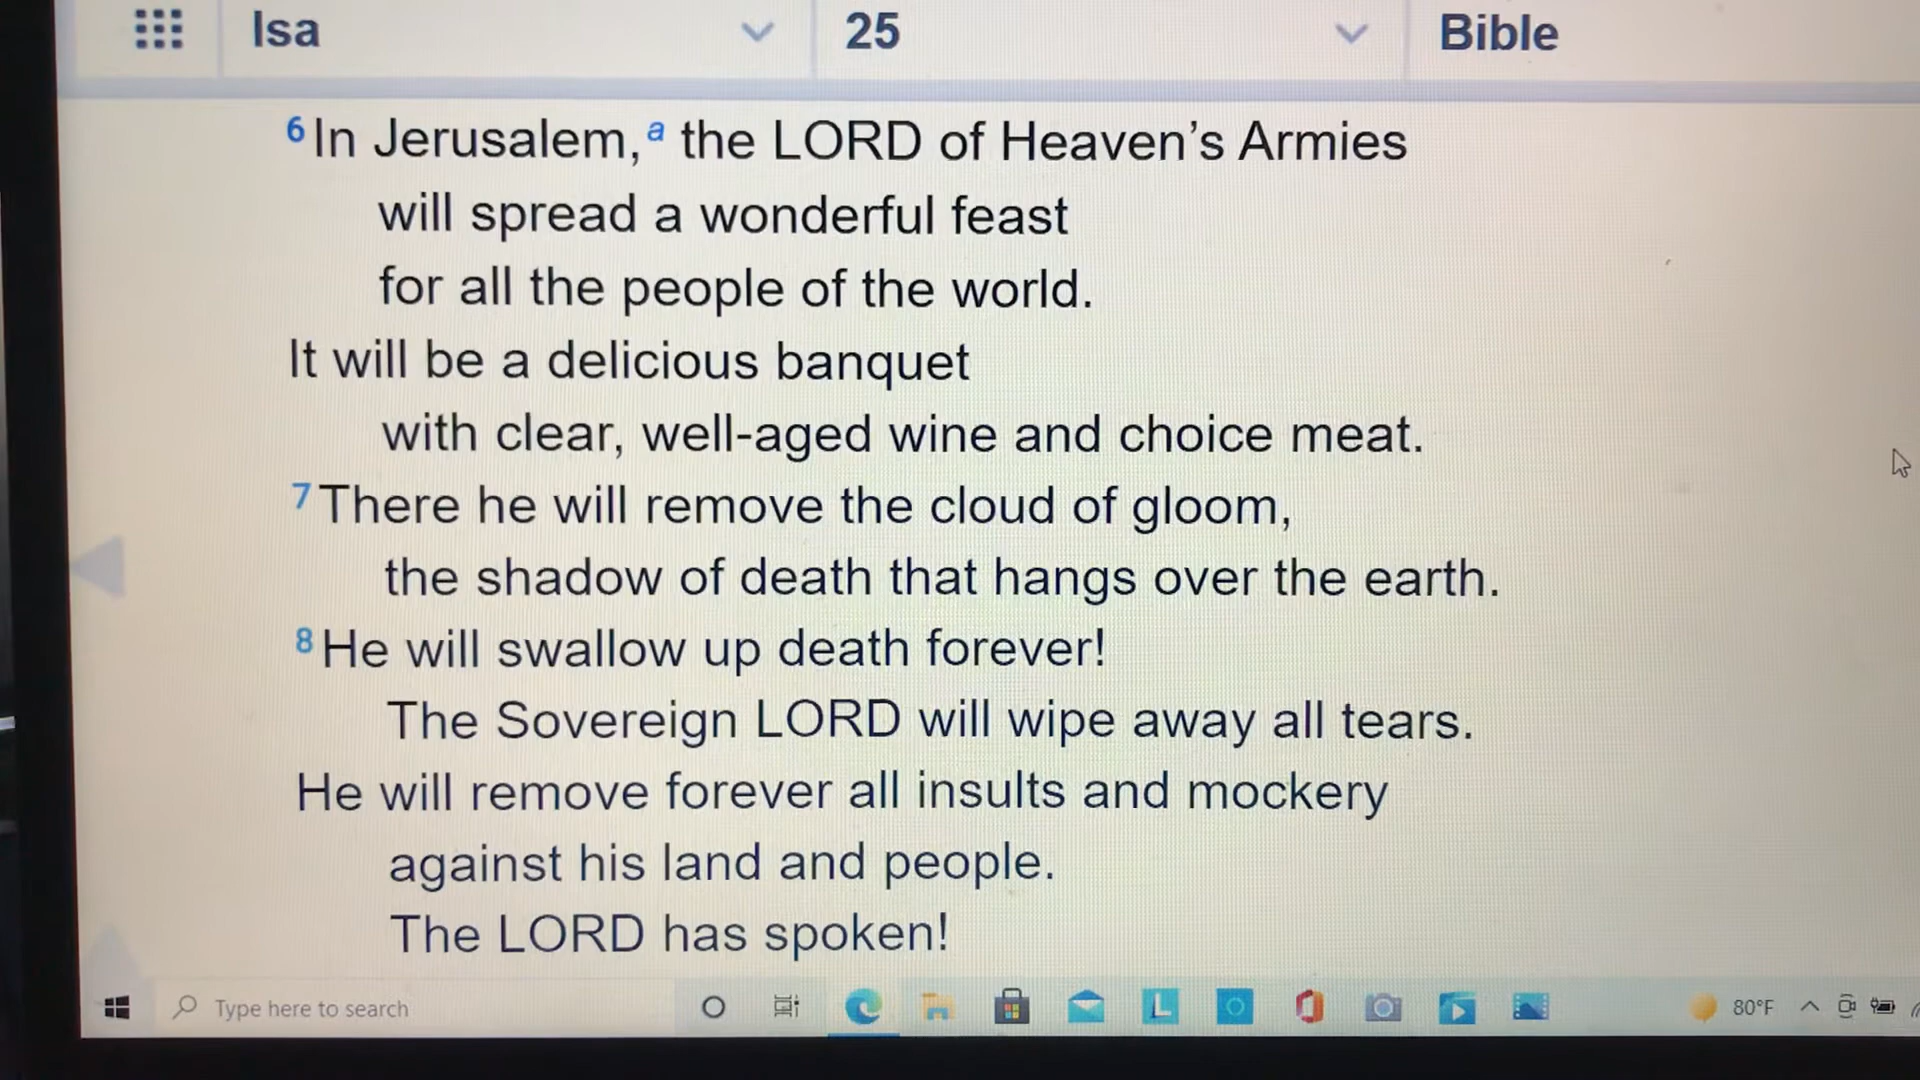 Isa 25 Bible
6 In Jerusalem, a the LORD of Heaven's Armies
will spread a wonderful feast
for all the people of the world.
It will be a delicious banquet
with clear, well-aged wine and choice meat.
7 There he will remove the cloud of gloom,
the shadow of death that hangs over the earth.
8 He will swallow up death forever!
The Sovereign LORD will wipe away all tears.
He will remove forever all insults and mockery
against his land and people.
The LORD has spoken!
Type here to search L 80°F